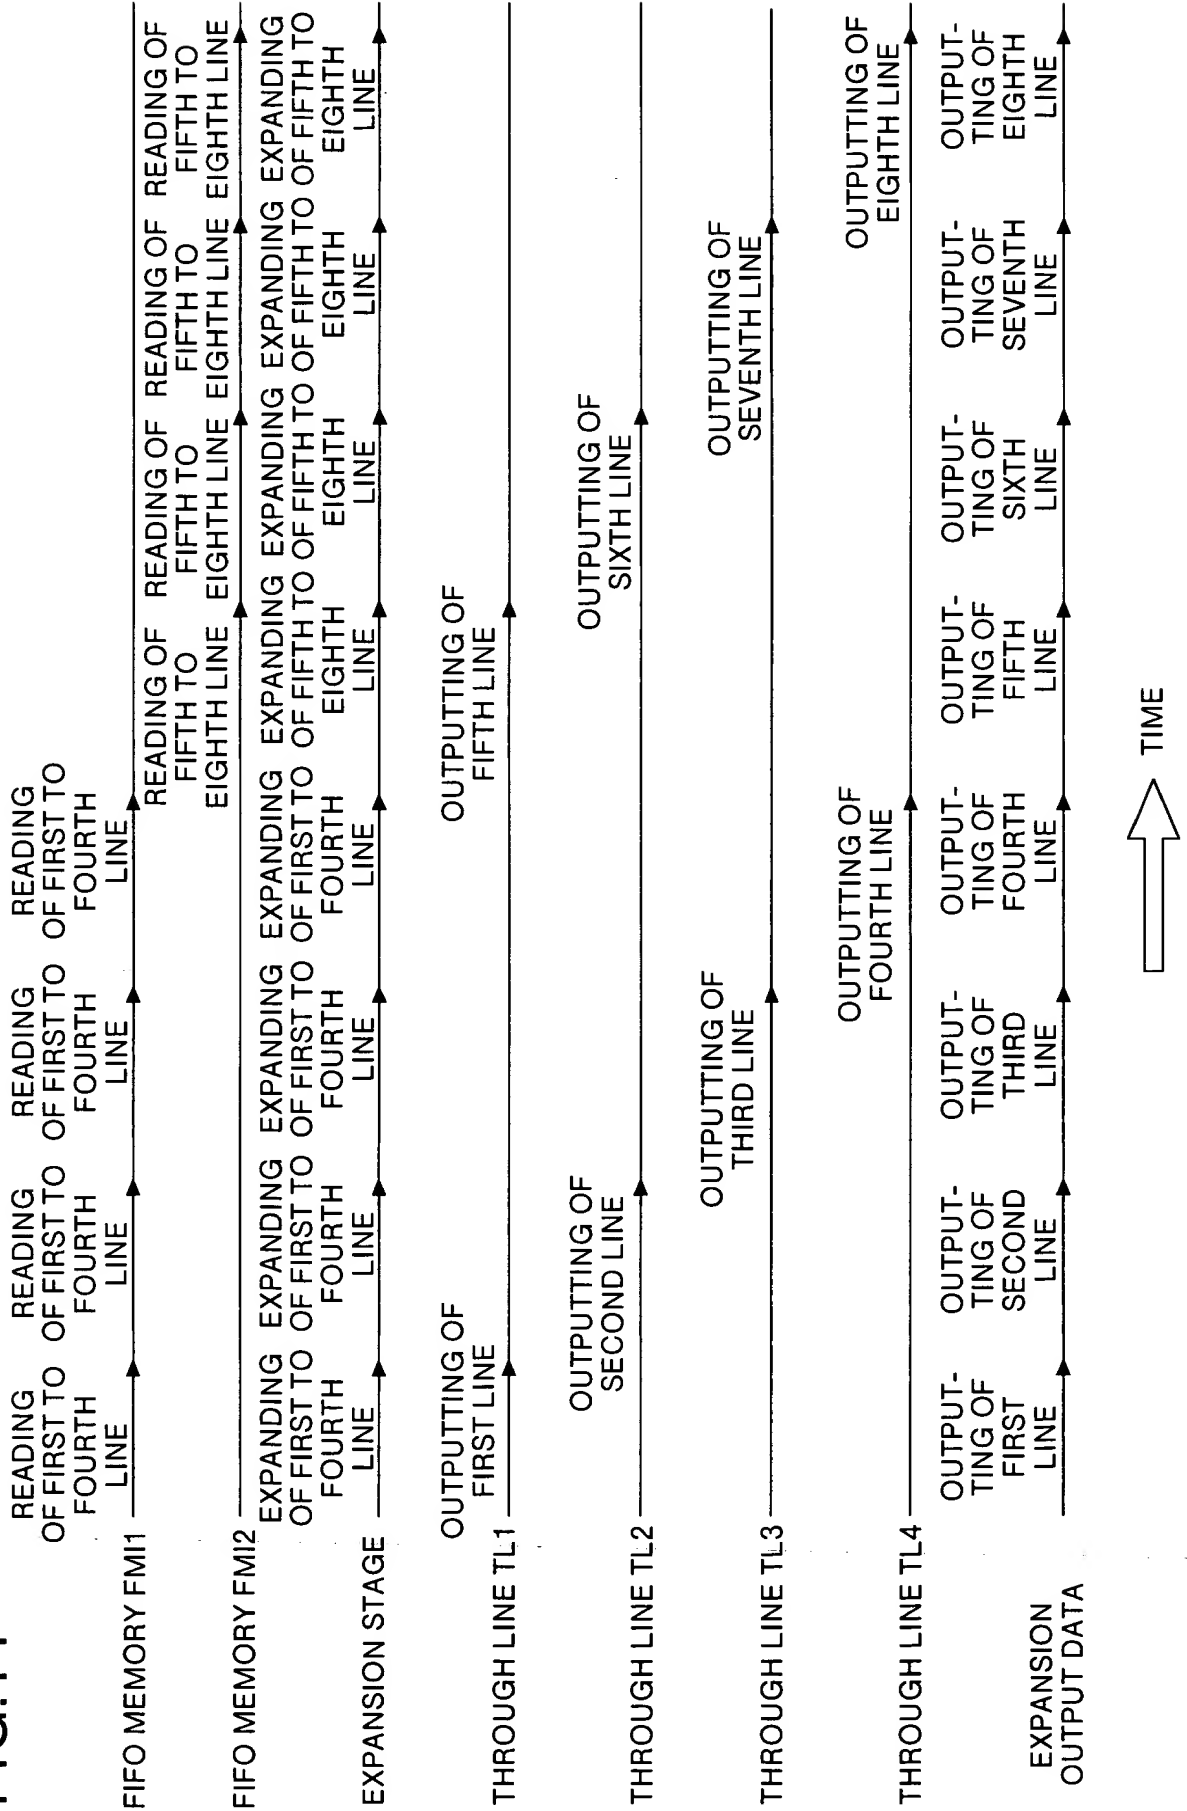 FIFO MEMORY FMI1
READING
OF FIRST TO
FOURTH
LINE
READING
OF FIRST TO
FOURTH
LINE
READING
OF FIRST TO
FOURTH
LINE
READING
OF FIRST TO
FOURTH
LINE
FIFO MEMORY FMI2
READING OF
FIFTH TO
EIGHTH LINE
READING OF
FIFTH TO
EIGHTH LINE
READING OF
FIFTH TO
EIGHTH LINE
READING OF
FIFTH TO
EIGHTH LINE
EXPANSION STAGE
EXPANDING
OF FIRST TO
FOURTH
LINE
EXPANDING
OF FIRST TO
FOURTH
LINE
EXPANDING
OF FIRST TO
FOURTH
LINE
EXPANDING
OF FIRST TO
FOURTH
LINE
EXPANDING
OF FIFTH TO
EIGHTH
LINE
EXPANDING
OF FIFTH TO
EIGHTH
LINE
EXPANDING
OF FIFTH TO
EIGHTH
LINE
EXPANDING
OF FIFTH TO
EIGHTH
LINE
THROUGH LINE TL1
OUTPUTTING OF
FIRST LINE
OUTPUTTING OF
FIFTH LINE
THROUGH LINE TL2
OUTPUTTING OF
SECOND LINE
OUTPUTTING OF
SIXTH LINE
THROUGH LINE TL3
OUTPUTTING OF
THIRD LINE
OUTPUTTING OF
SEVENTH LINE
THROUGH LINE TL4
OUTPUTTING OF
FOURTH LINE
OUTPUTTING OF
EIGHTH LINE
EXPANSION
OUTPUT DATA
OUTPUT-
TING OF
FIRST
LINE
OUTPUT-
TING OF
SECOND
LINE
OUTPUT-
TING OF
THIRD
LINE
OUTPUT-
TING OF
FOURTH
LINE
OUTPUT-
TING OF
FIFTH
LINE
OUTPUT-
TING OF
SIXTH
LINE
OUTPUT-
TING OF
SEVENTH
LINE
OUTPUT-
TING OF
EIGHTH
LINE
TIME